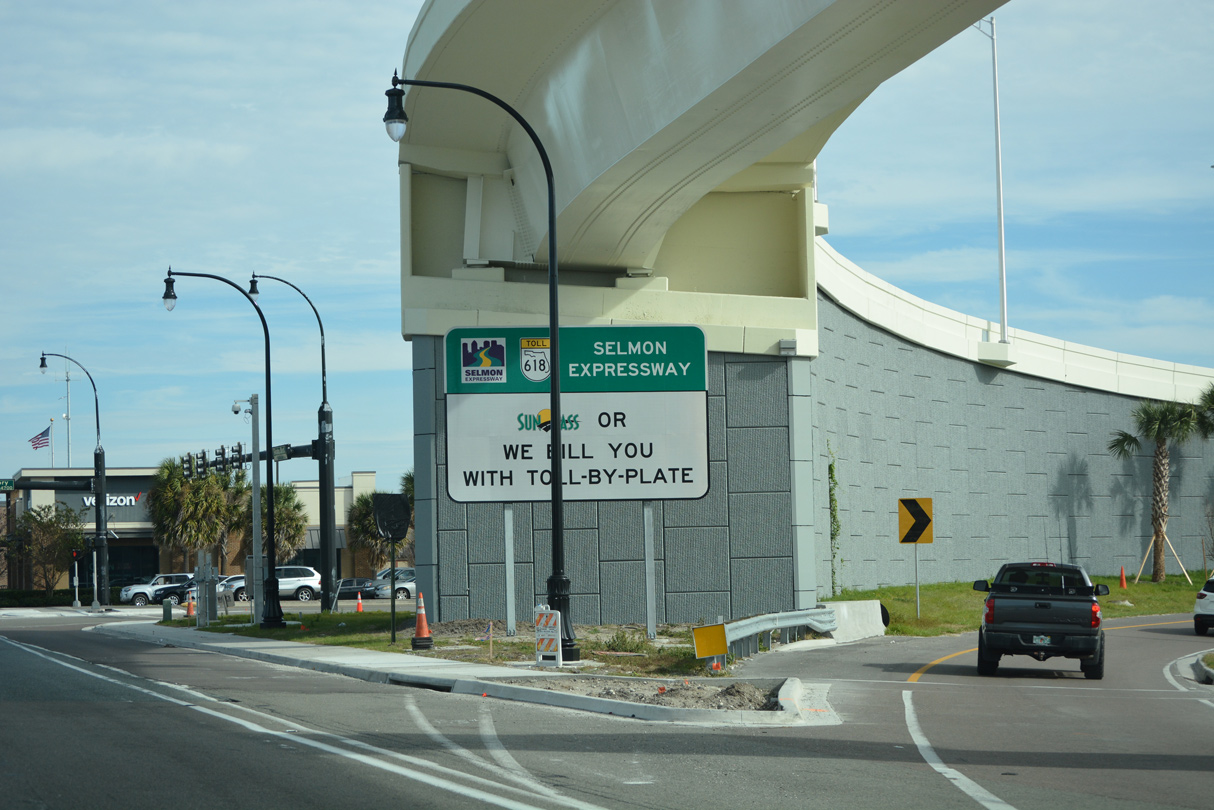 verizon
SELMON
EXPRESSWAY
TOLL
618
SELMON
EXPRESSWAY
SUNPASS OR
WE BILL YOU
WITH TOLL-BY-PLATE